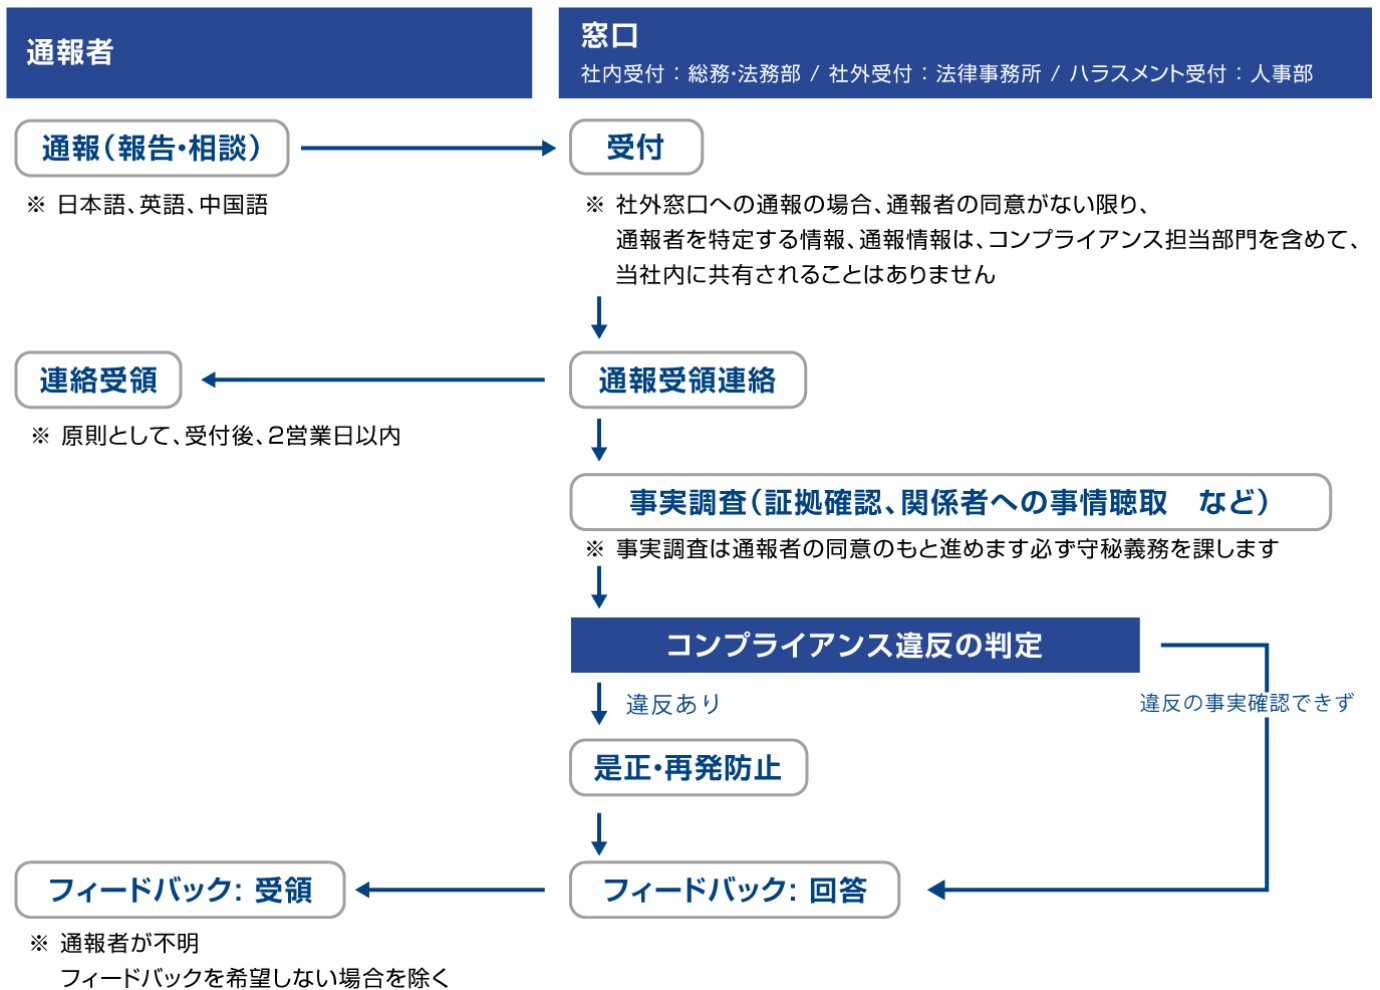 通報者
窓口
社内受付：総務・法務部 / 社外受付：法律事務所 / ハラスメント受付：人事部
通報（報告・相談）
受付
※ 日本語、英語、中国語
※ 社外窓口への通報の場合、通報者の同意がない限り、
通報者を特定する情報、通報情報は、コンプライアンス担当部門を含めて、
当社内に共有されることはありません
連絡受領
通報受領連絡
※ 原則として、受付後、2営業日以内
事実調査（証拠確認、関係者への事情聴取　など）
※ 事実調査は通報者の同意のもと進めます必ず守秘義務を課します
コンプライアンス違反の判定
違反あり
違反の事実確認できず
是正・再発防止
フィードバック: 受領
フィードバック: 回答
※ 通報者が不明
フィードバックを希望しない場合を除く